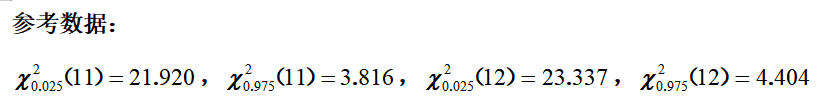 参考数据：
χ²₀.₀₂₅(11) = 21.920，χ²₀.₉₇₅(11) = 3.816，χ²₀.₀₂₅(12) = 23.337，χ²₀.₉₇₅(12) = 4.404